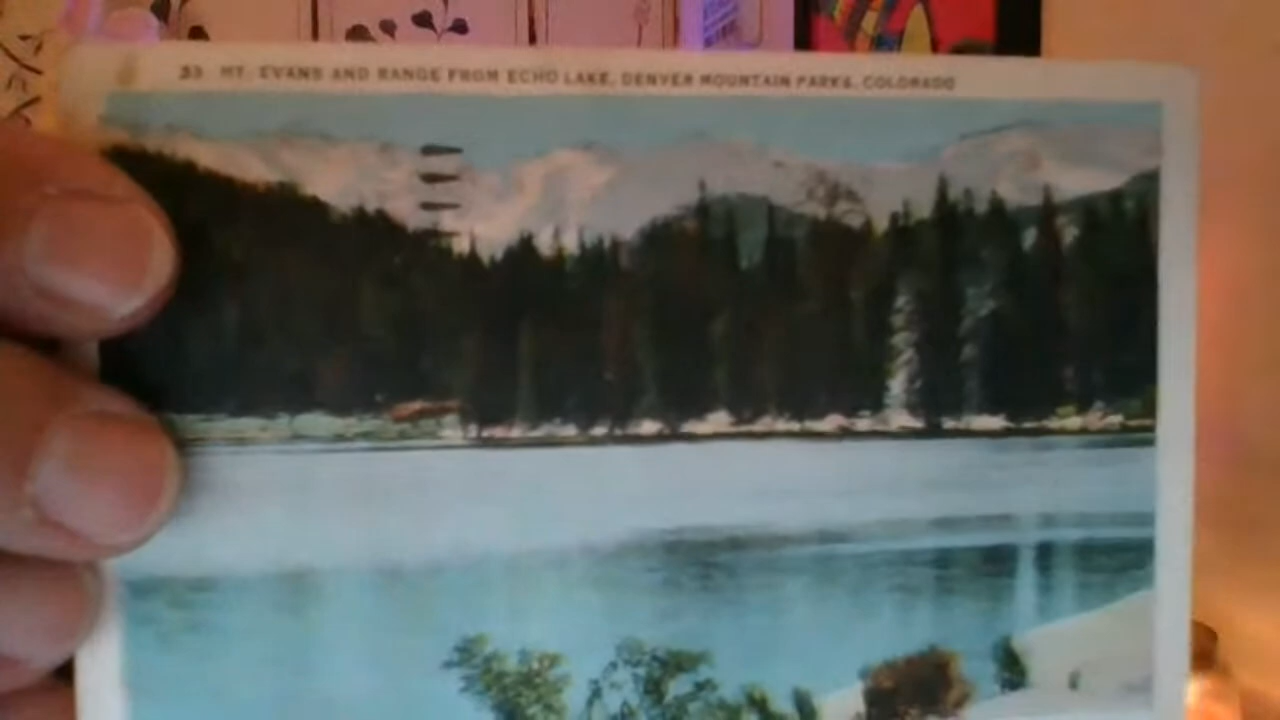 33 MT. EVANS AND RANGE FROM ECHO LAKE, DENVER MOUNTAIN PARKS, COLORADO